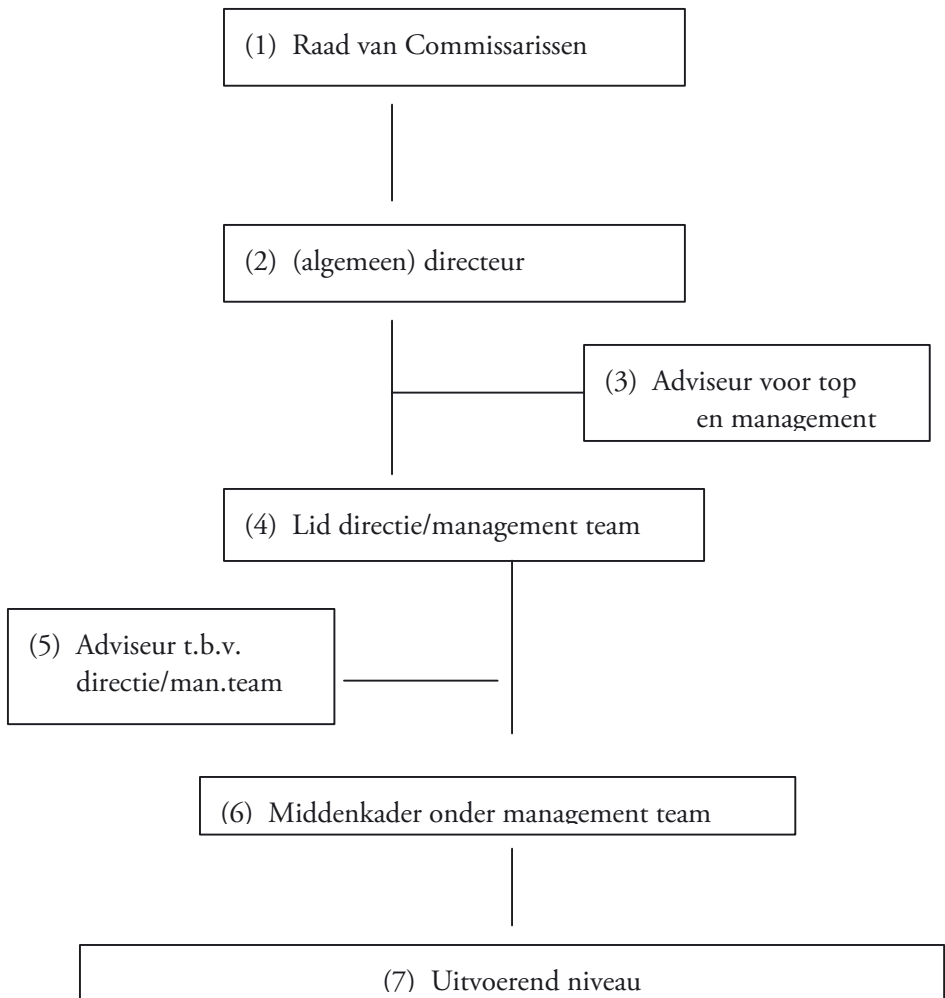 (1) Raad van Commissarissen
(2) (algemeen) directeur
(3) Adviseur voor top
en management
(4) Lid directie/management team
(5) Adviseur t.b.v.
directie/man.team
(6) Middenkader onder management team
(7) Uitvoerend niveau